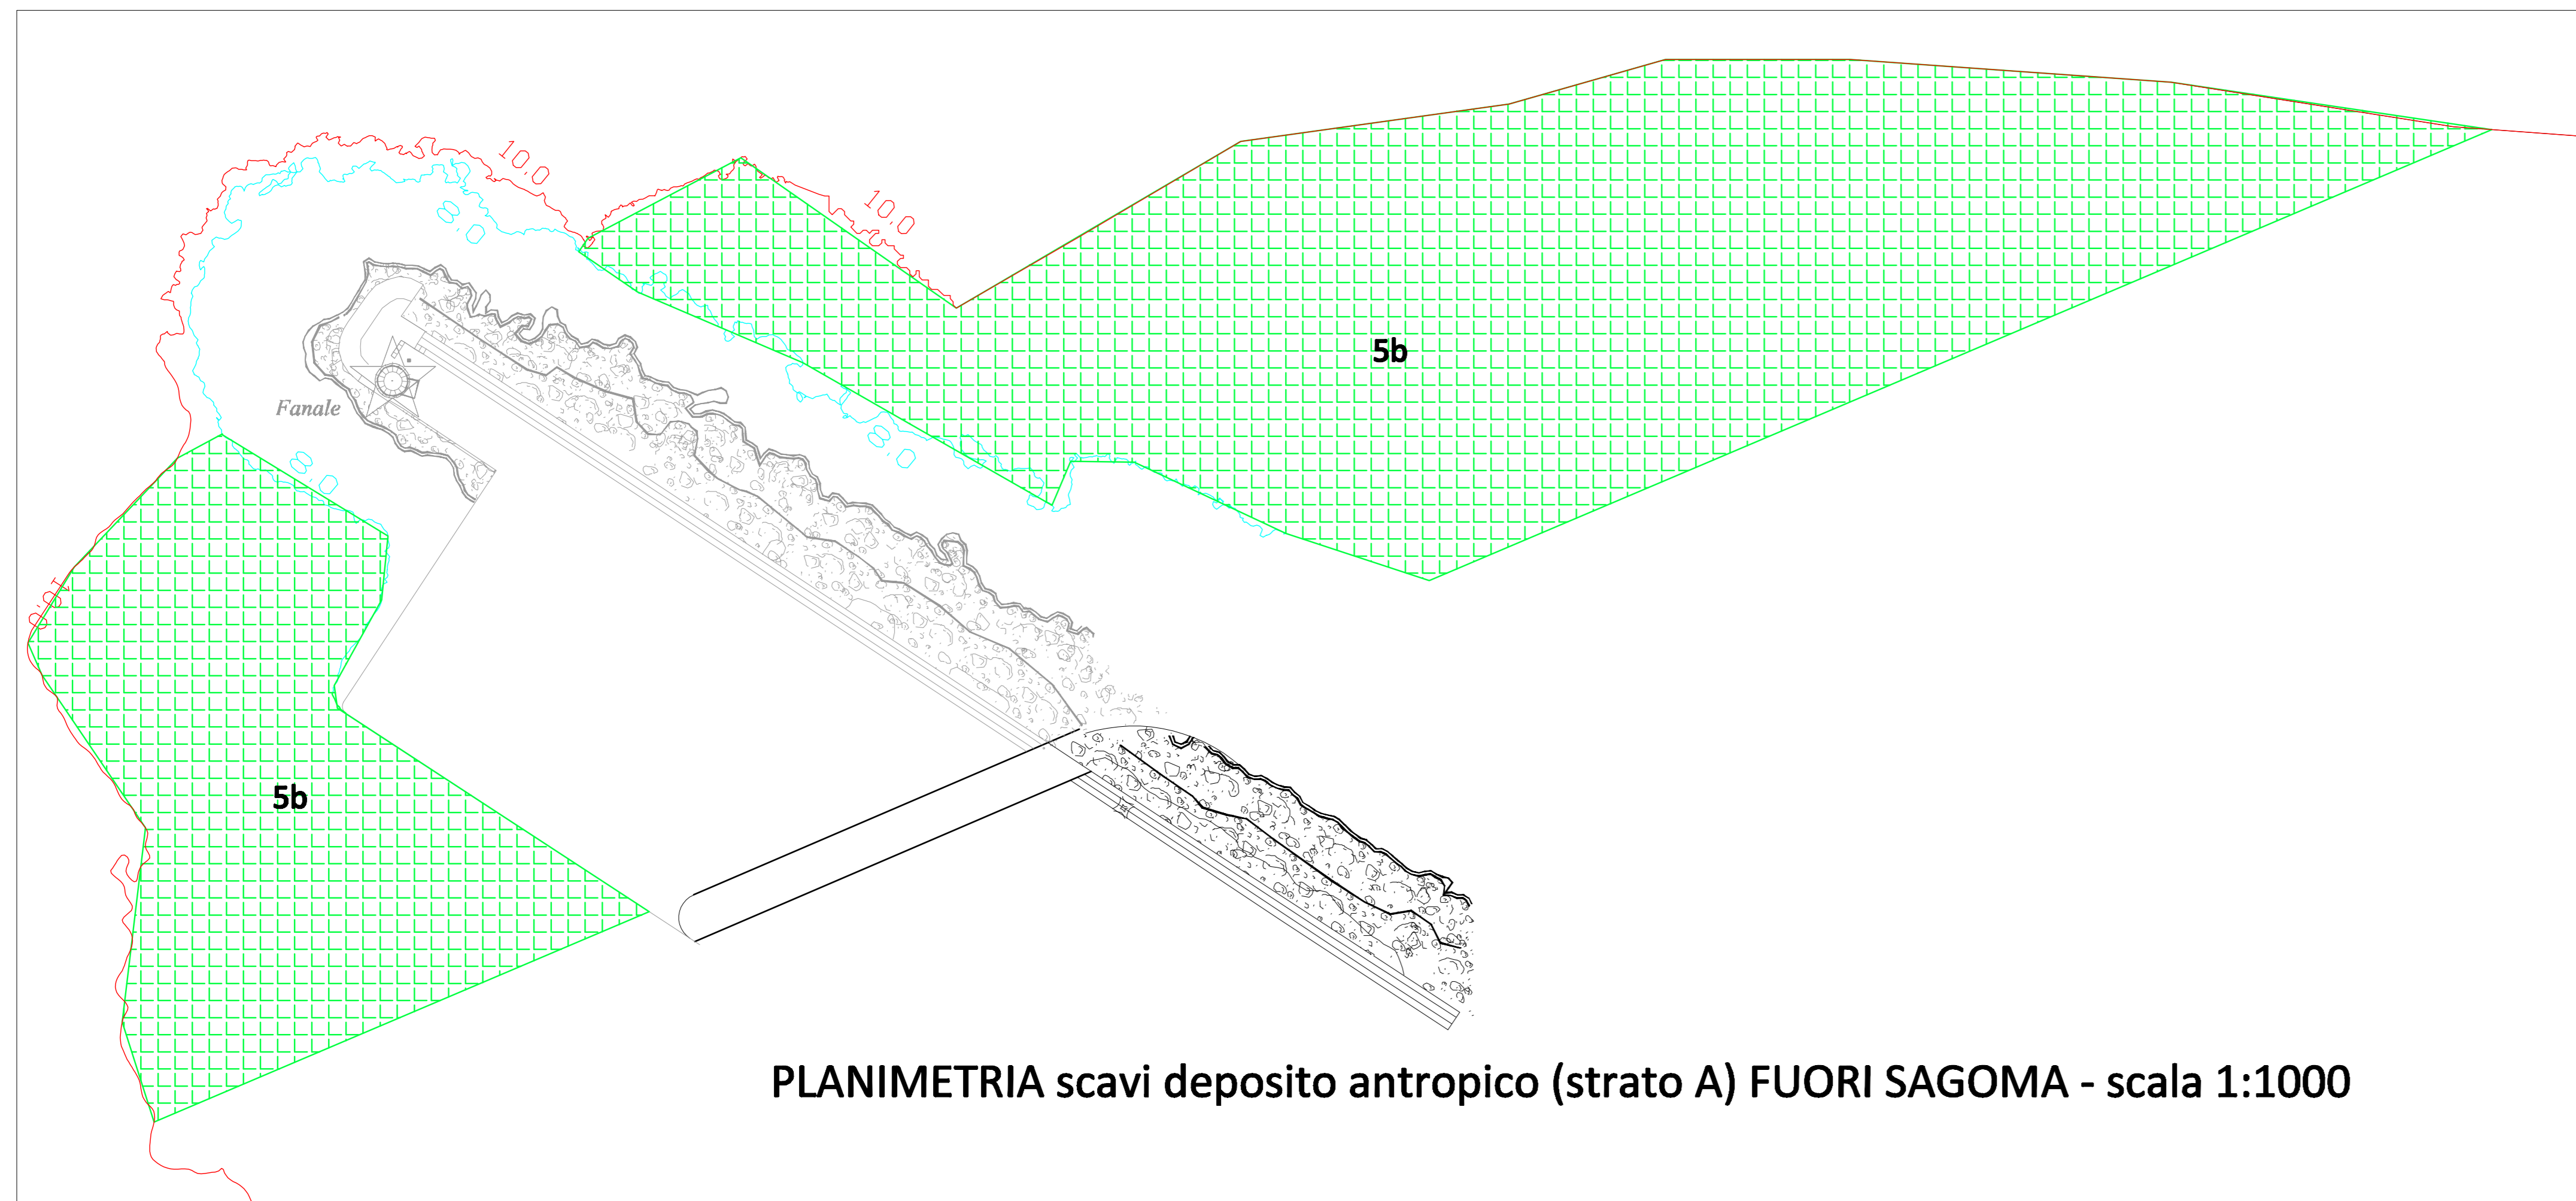 10,0
10,0
8,0
5b
8,0
Fanale
8,0
10,0
5b
PLANIMETRIA scavi deposito antropico (strato A) FUORI SAGOMA - scala 1:1000